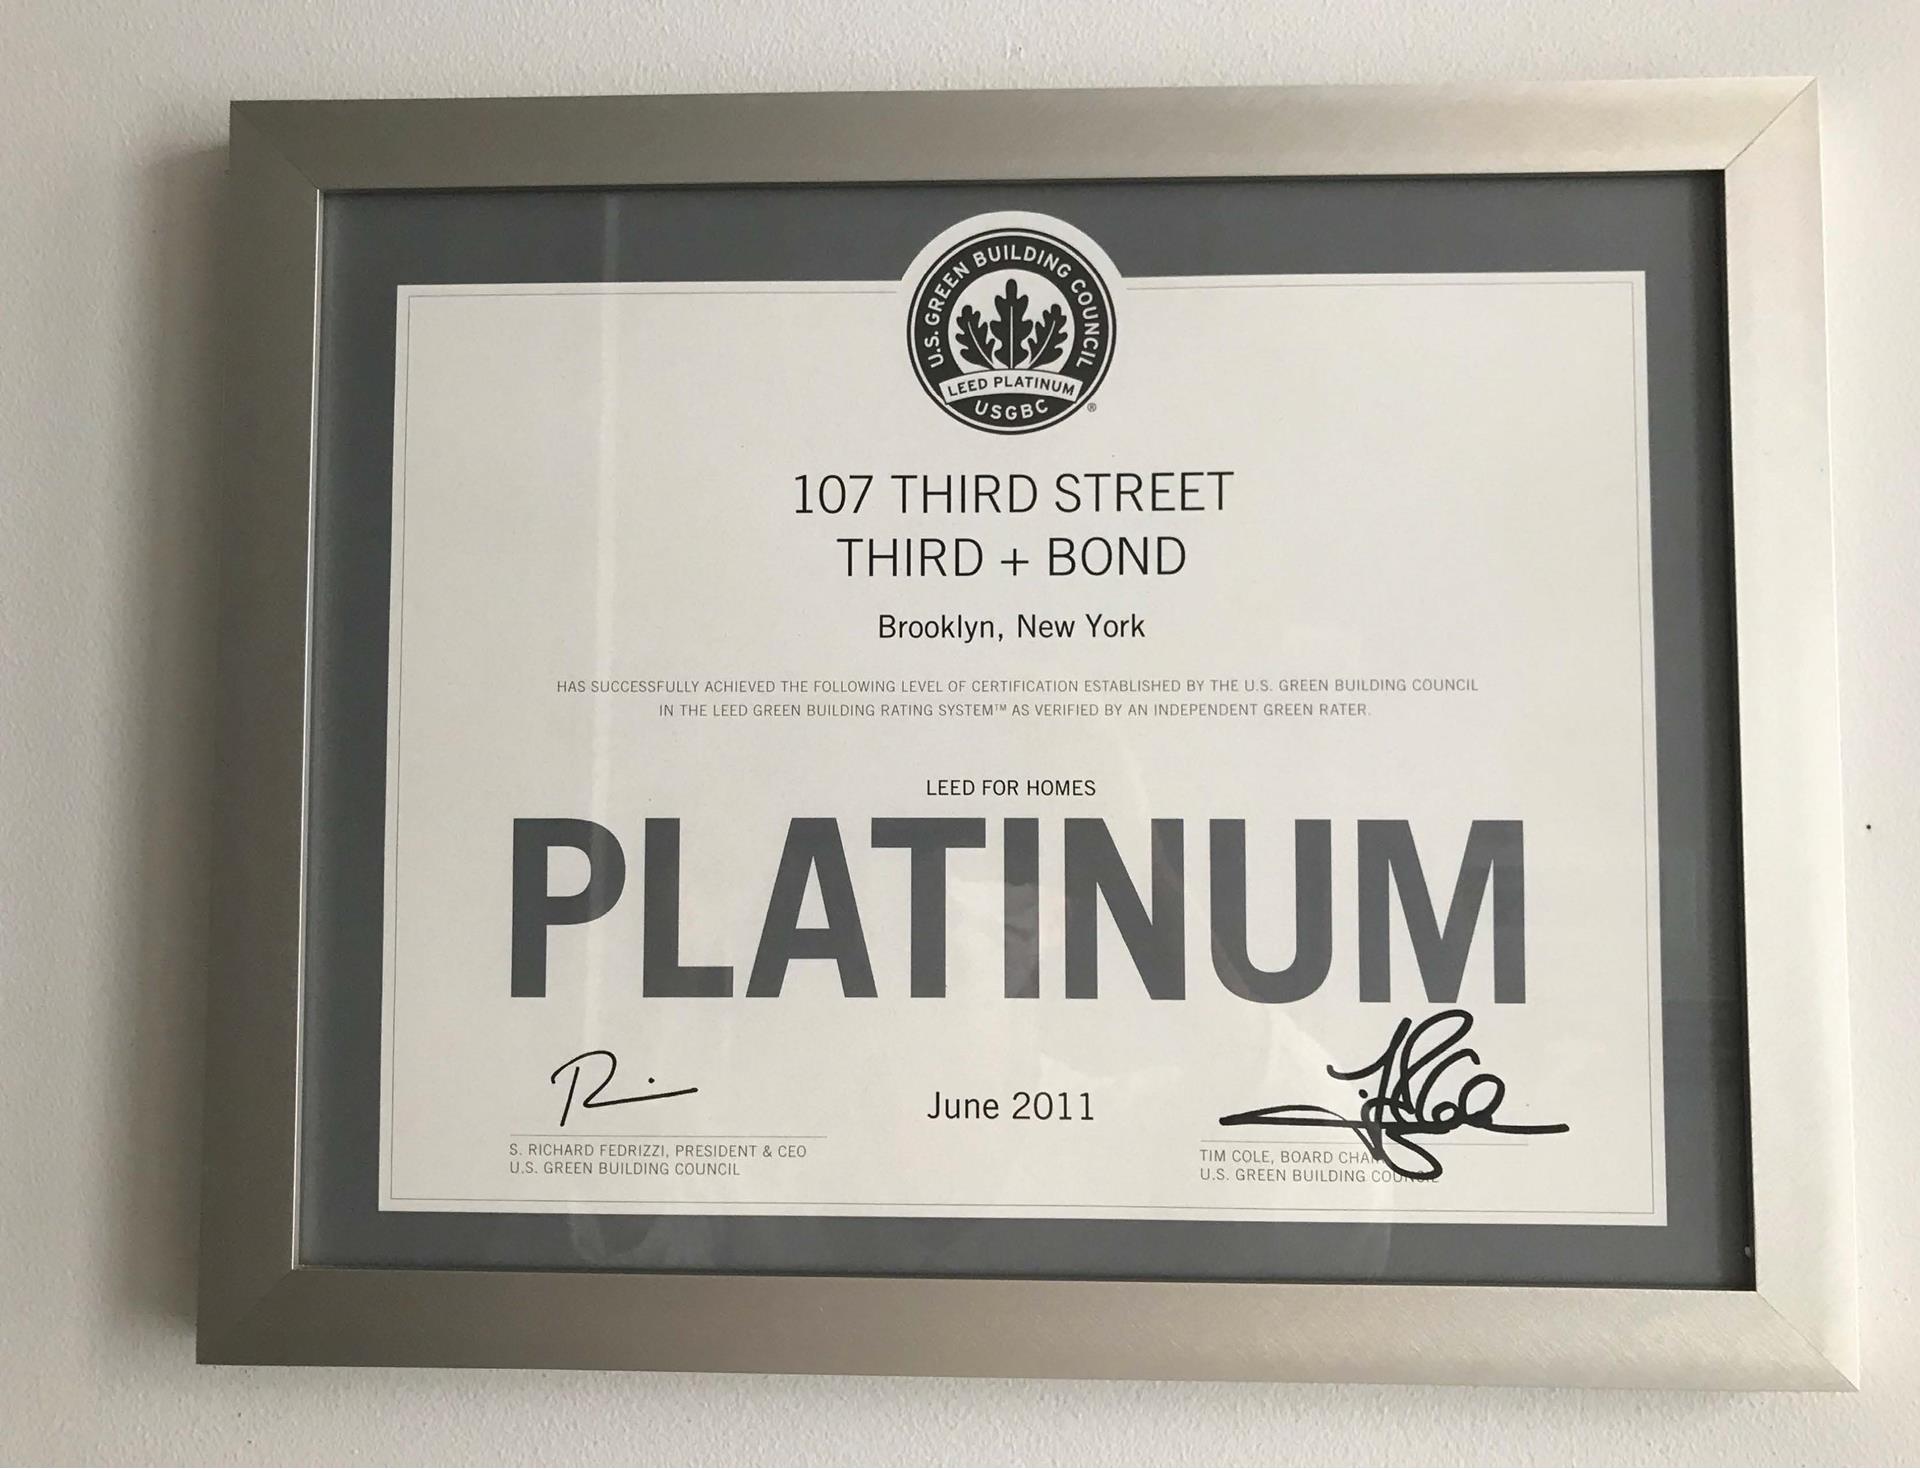 U.S. GREEN BUILDING COUNCIL
LEED PLATINUM
USGBC
®
107 THIRD STREET
THIRD + BOND
Brooklyn, New York
HAS SUCCESSFULLY ACHIEVED THE FOLLOWING LEVEL OF CERTIFICATION ESTABLISHED BY THE U.S. GREEN BUILDING COUNCIL
IN THE LEED GREEN BUILDING RATING SYSTEM™ AS VERIFIED BY AN INDEPENDENT GREEN RATER.
LEED FOR HOMES
PLATINUM
June 2011
S. RICHARD FEDRIZZI, PRESIDENT & CEO
U.S. GREEN BUILDING COUNCIL
TIM COLE, BOARD CHAIR
U.S. GREEN BUILDING COUNCIL